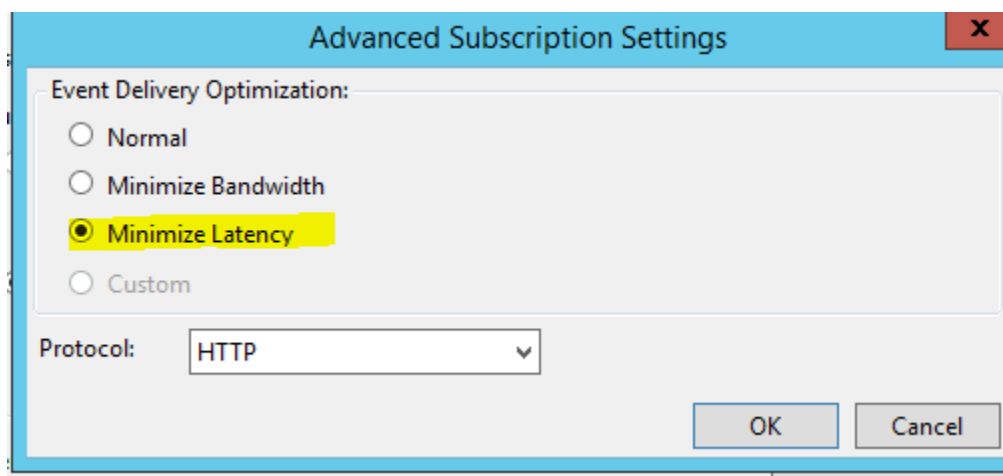 Advanced Subscription Settings
x
Event Delivery Optimization:
Normal
Minimize Bandwidth
Minimize Latency
Custom
Protocol:
HTTP
OK
Cancel